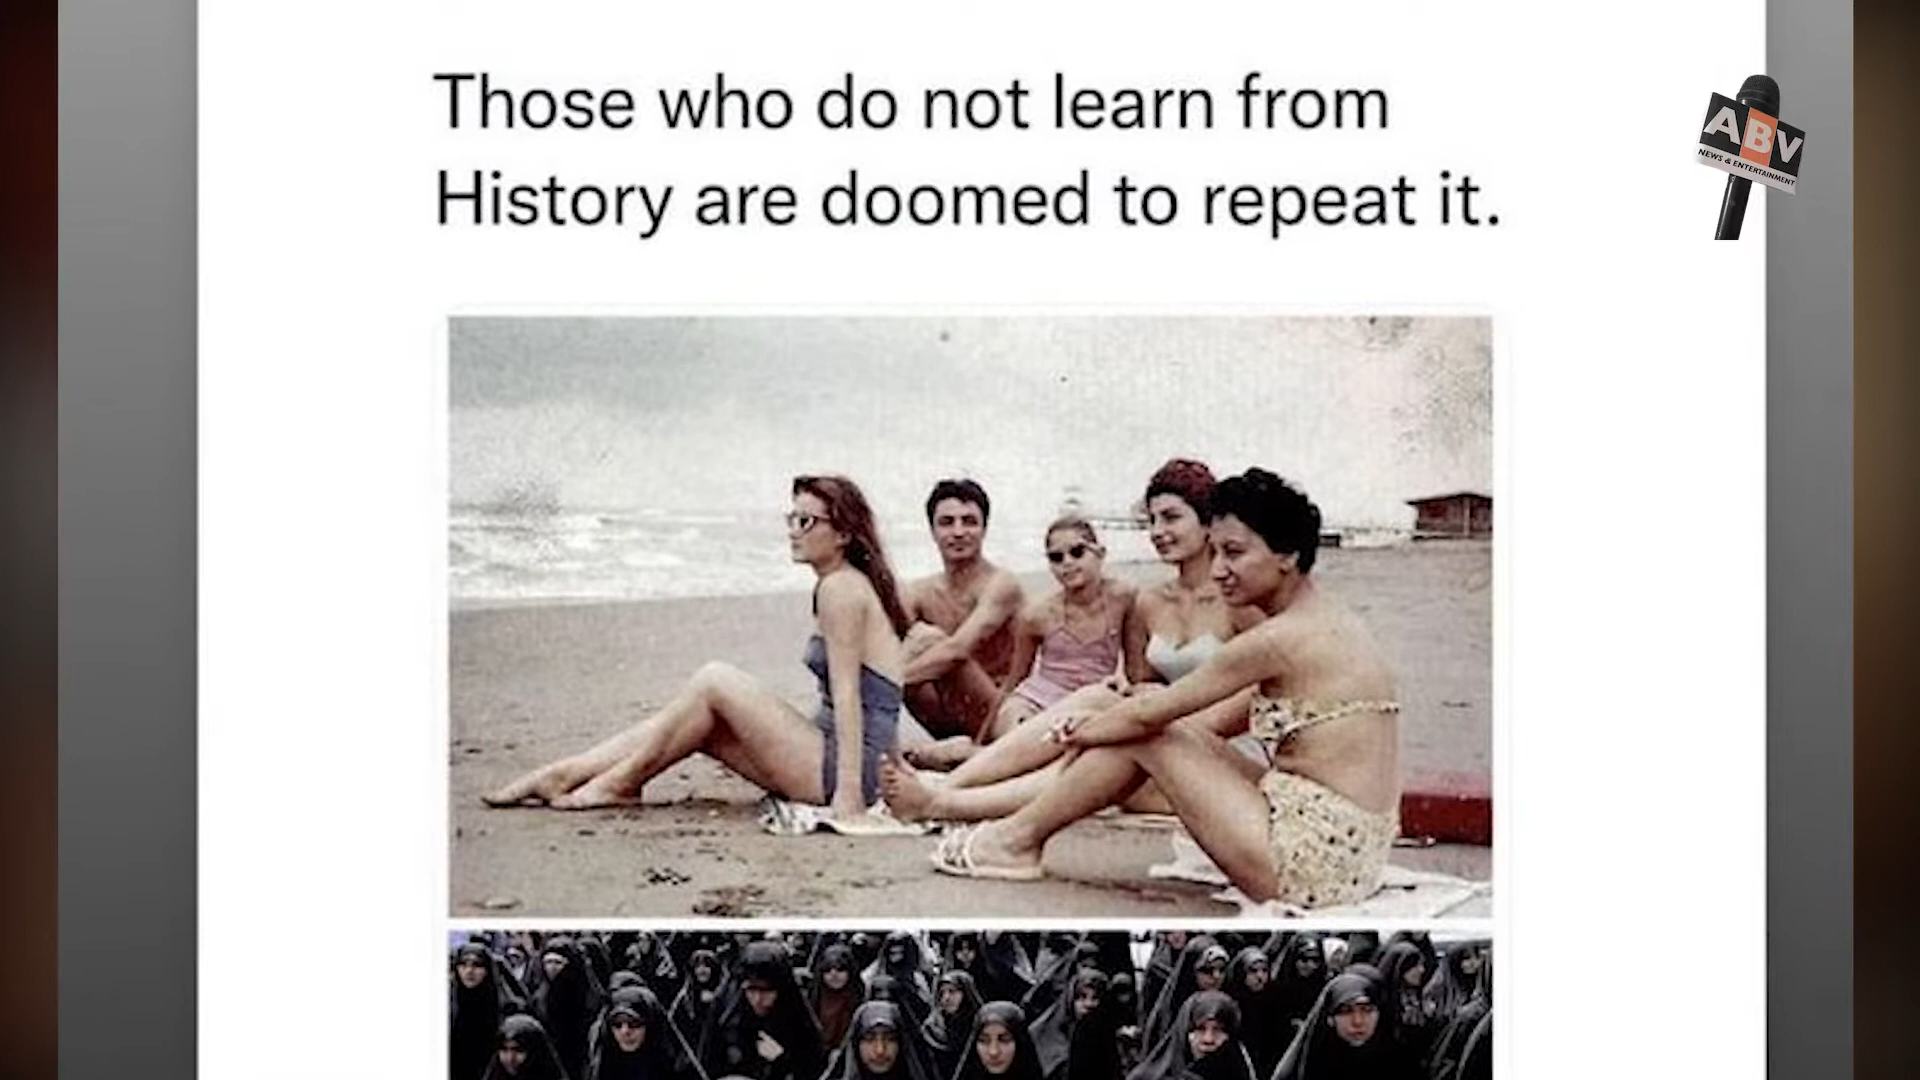 Those who do not learn from
History are doomed to repeat it.
ABV
NEWS & ENTERTAINMENT